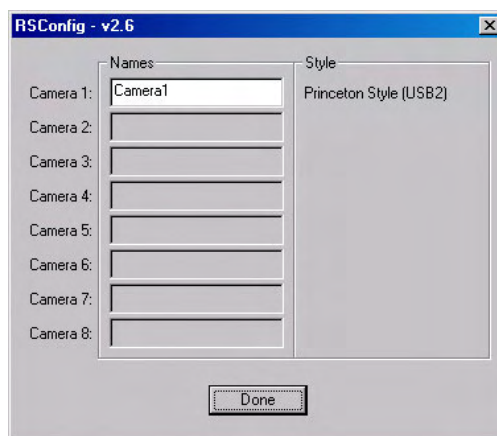 RSConfig - v2.6
Names Style
Camera 1: Camera1 Princeton Style (USB2)
Camera 2:
Camera 3:
Camera 4:
Camera 5:
Camera 6:
Camera 7:
Camera 8:
Done